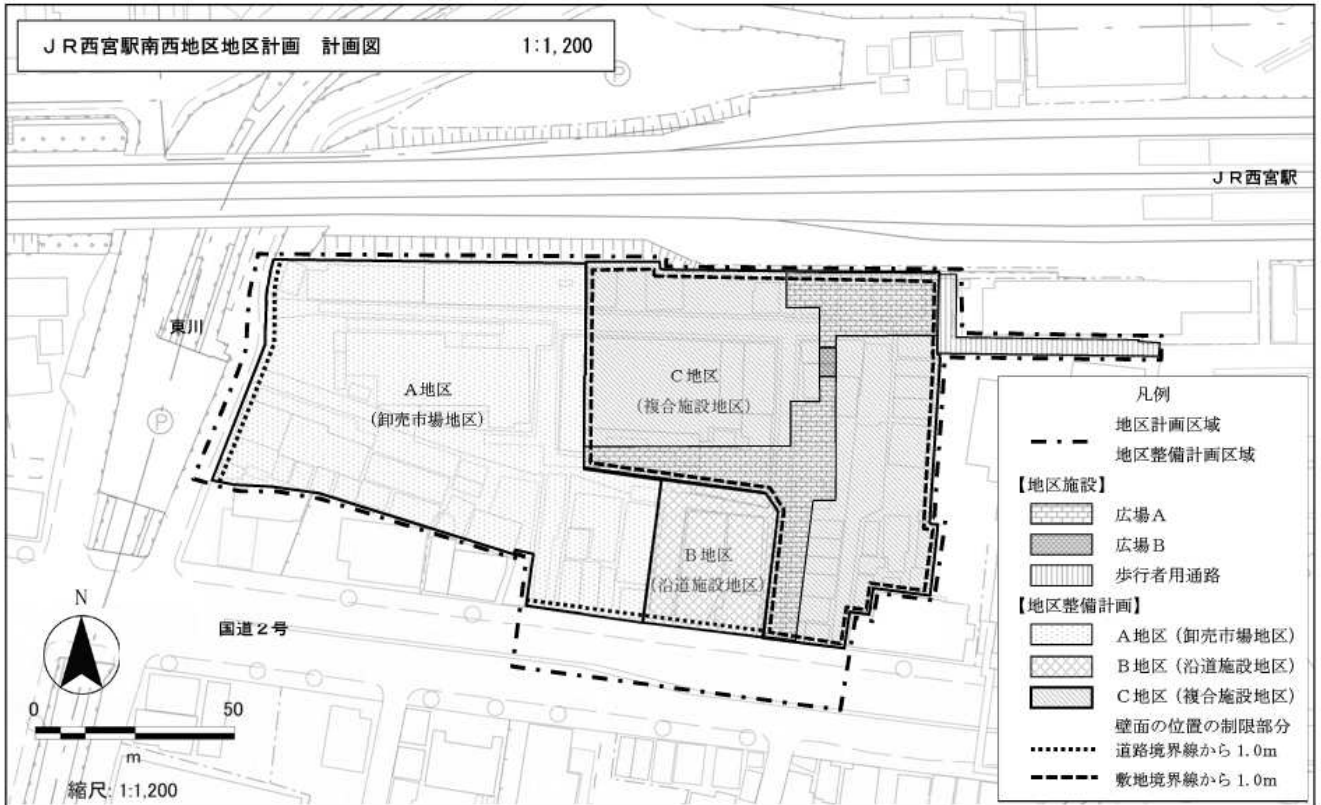 ＪＲ西宮駅南西地区地区計画　計画図　1:1,200
Ｐ
ＪＲ西宮駅
東川
Ａ地区
(卸売市場地区)
Ｃ地区
(複合施設地区)
Ｐ
Ｂ地区
(沿道施設地区)
国道２号
N
0 50
m
縮尺: 1:1,200
凡例
地区計画区域
地区整備計画区域
【地区施設】
広場Ａ
広場Ｂ
歩行者用通路
【地区整備計画】
Ａ地区 (卸売市場地区)
Ｂ地区 (沿道施設地区)
Ｃ地区 (複合施設地区)
壁面の位置の制限部分
道路境界線から 1.0m
敷地境界線から 1.0m